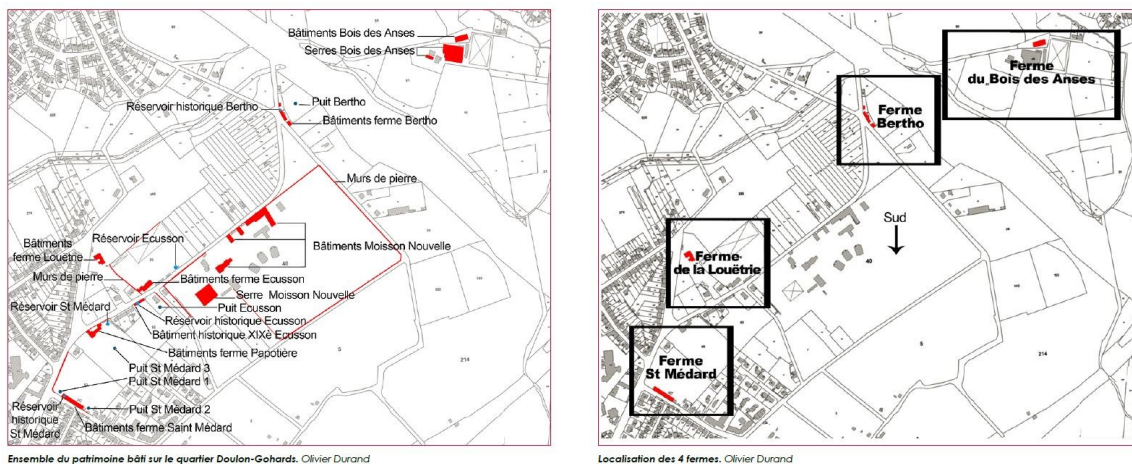 Bâtiments Bois des Anses
Serres Bois des Anses
Réservoir historique Bertho
Puit Bertho
Bâtiments ferme Bertho
Murs de pierre
Réservoir Ecusson
Bâtiments Moisson Nouvelle
Bâtiments
ferme Louëtrie
Murs de pierre
Bâtiments ferme Ecusson
Réservoir St Médard
Serre Moisson Nouvelle
Puit Ecusson
Réservoir historique Ecusson
Bâtiment historique XIXè Ecusson
Bâtiments ferme Papotière
Puit St Médard 3
Puit St Médard 1
Réservoir
historique
St Médard
Puit St Médard 2
Bâtiments ferme Saint Médard
40
S
214
Ensemble du patrimoine bâti sur le quartier Doulon-Gohards. Olivier Durand
Ferme
du Bois des Anses
Ferme
Bertho
Sud
Ferme
de la Louëtrie
40
Ferme
St Médard
S
214
Localisation des 4 fermes. Olivier Durand